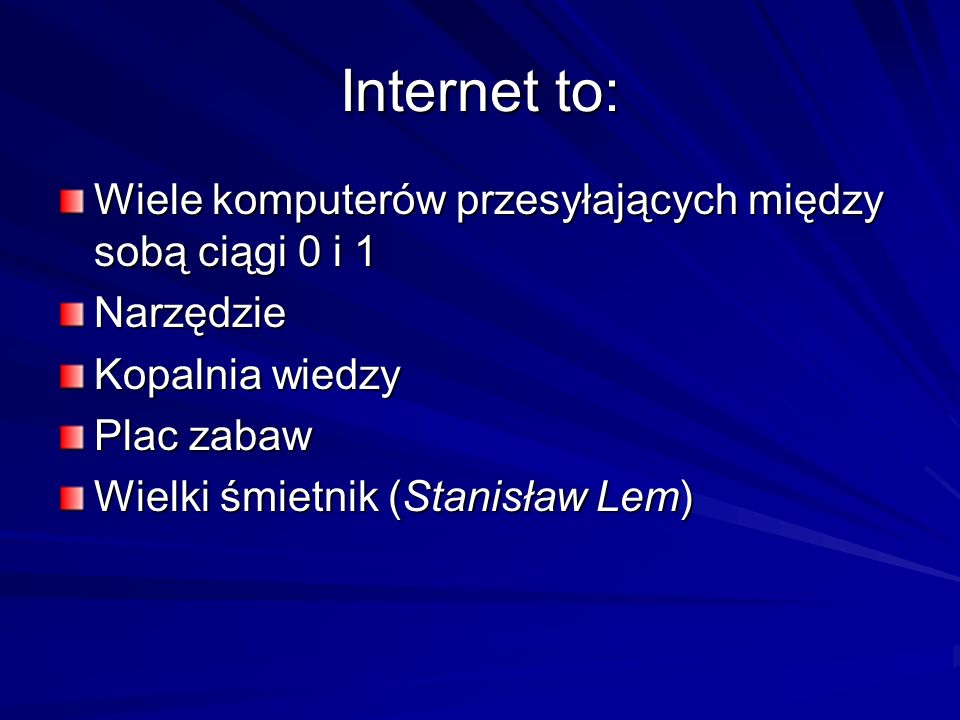 Internet to:
Wiele komputerów przesyłających między
sobą ciągi 0 i 1
Narzędzie
Kopalnia wiedzy
Plac zabaw
Wielki śmietnik (Stanisław Lem)